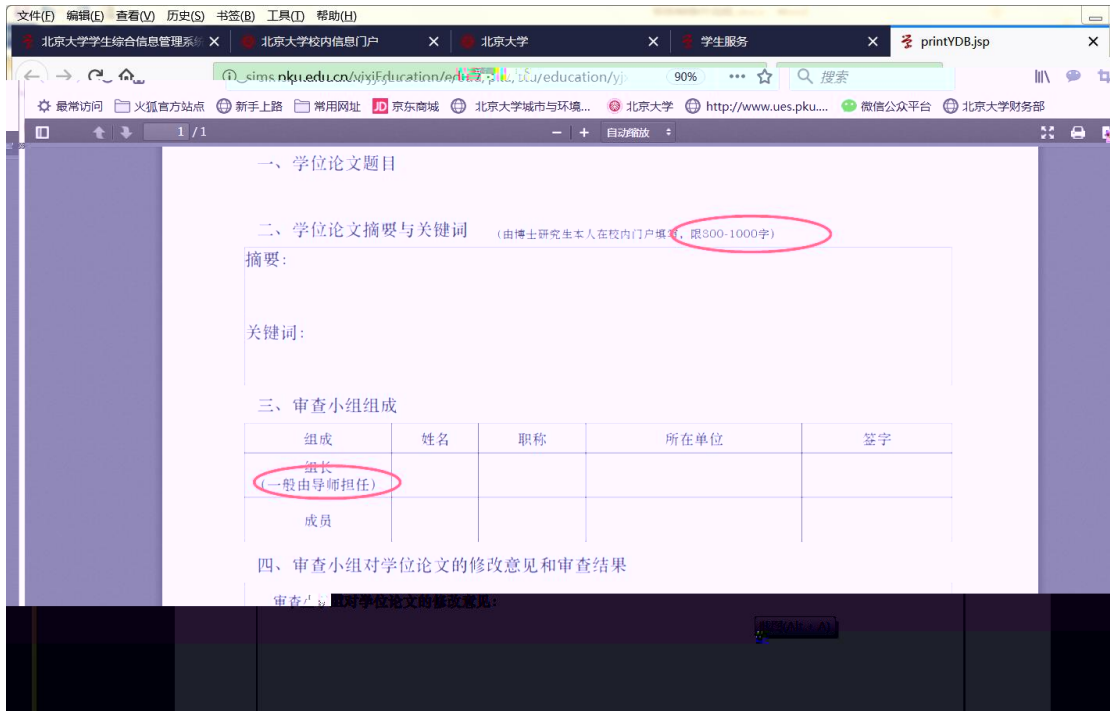 文件(F) 编辑(E) 查看(V) 历史(S) 书签(B) 工具(T) 帮助(H)
北京大学学生综合信息管理系统 北京大学校内信息门户 北京大学 学生服务 printYDB.jsp
sims.pku.edu.cn 90% 搜索
最常访问 火狐官方站点 新手上路 常用网址 JD 京东商城 北京大学城市与环境... 北京大学 http://www.ues.pku.... 微信公众平台 北京大学财务部
1 / 1 自动缩放
一、学位论文题目
二、学位论文摘要与关键词 (由博士研究生本人在校内门户填写，限800-1000字)
摘要:
关键词:
三、审查小组组成
组成 姓名 职称 所在单位 签字
组长
(一般由导师担任)
成员
四、审查小组对学位论文的修改意见和审查结果
审查小组对学位论文的修改意见: